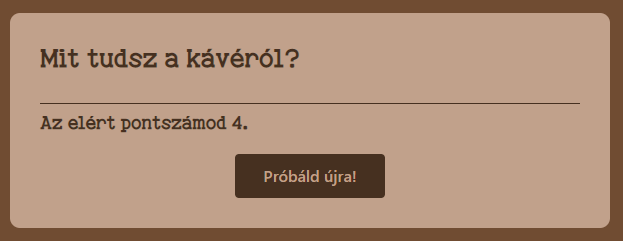 Mit tudsz a kávéról?
Az elért pontszámod 4.
Próbáld újra!